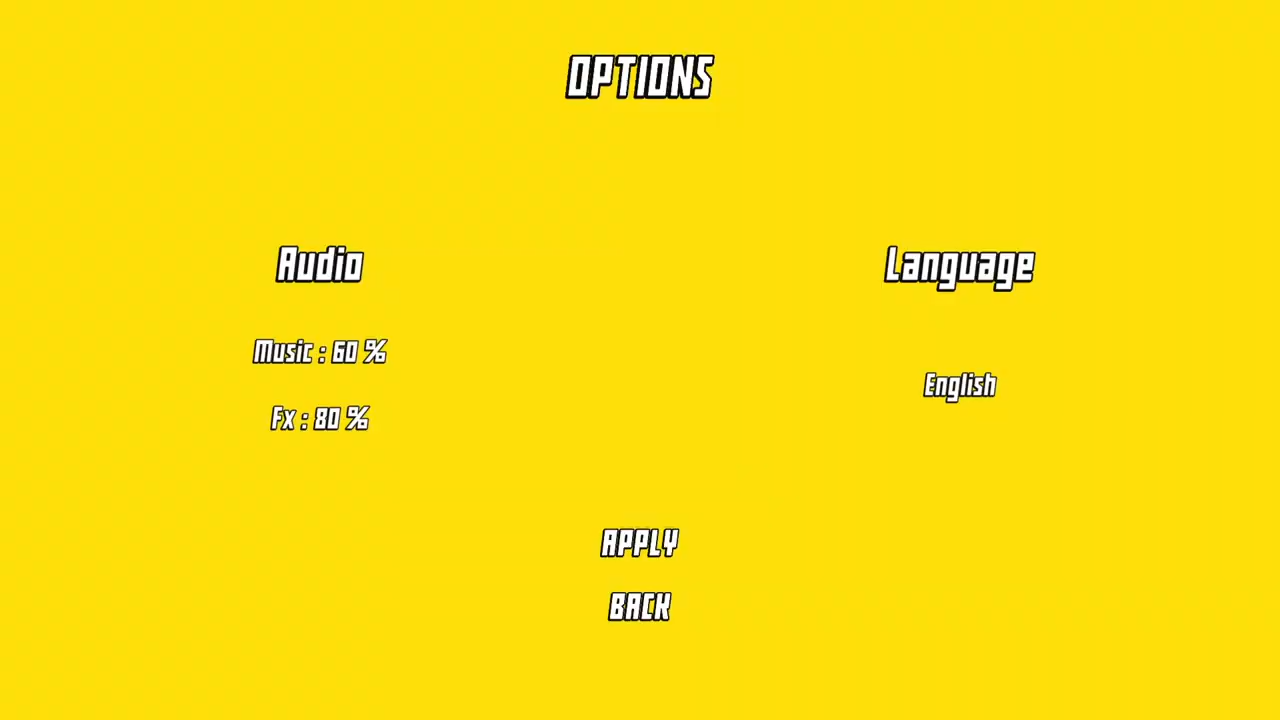 OPTIONS
Audio
Music : 60 %
Fx : 80 %
Language
English
APPLY
BACK